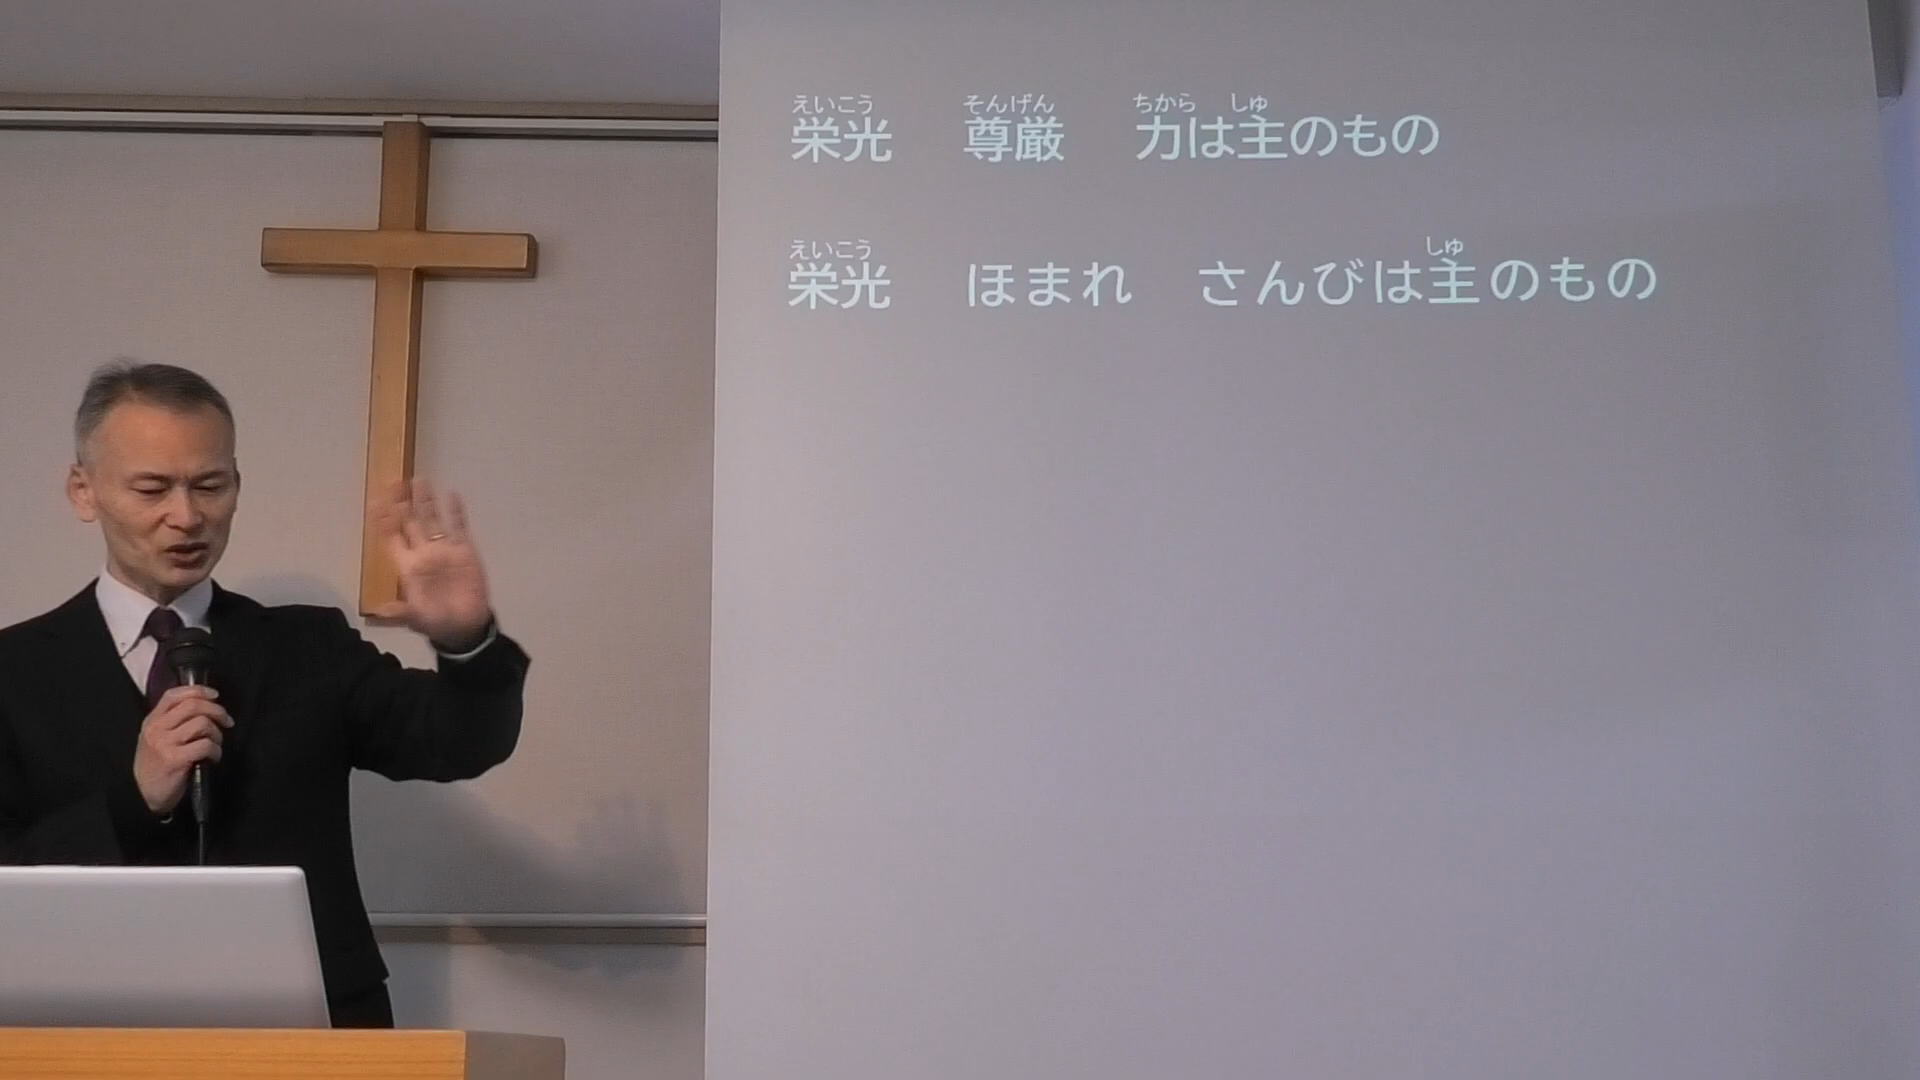 えいこう　そんげん　ちから　しゅ
栄光　尊厳　力は主のもの
えいこう　しゅ
栄光　ほまれ　さんびは主のもの